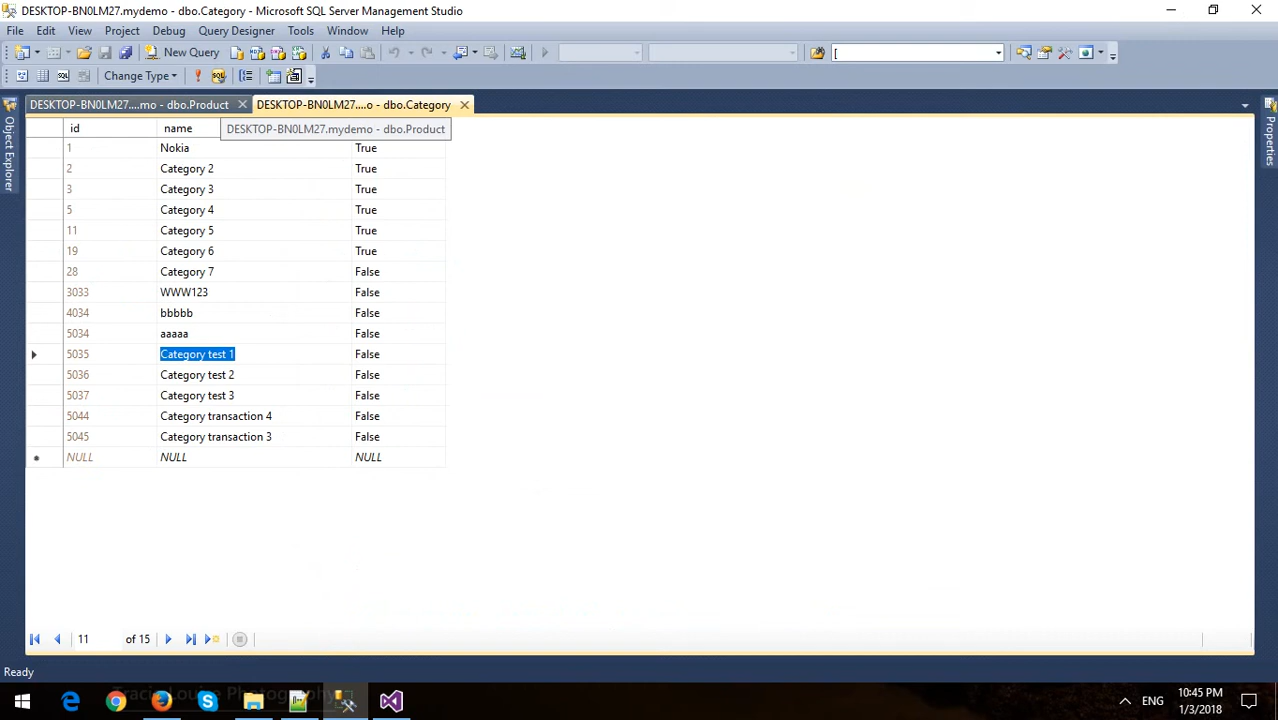 DESKTOP-BN0LM27.mydemo - dbo.Category - Microsoft SQL Server Management Studio
File Edit View Project Debug Query Designer Tools Window Help
New Query [
Change Type
DESKTOP-BN0LM27....mo - dbo.Product DESKTOP-BN0LM27....o - dbo.Category
Object Explorer
Properties
DESKTOP-BN0LM27.mydemo - dbo.Product
id name
1 Nokia True
2 Category 2 True
3 Category 3 True
5 Category 4 True
11 Category 5 True
19 Category 6 True
28 Category 7 False
3033 WWW123 False
4034 bbbbb False
5034 aaaaa False
5035 Category test 1 False
5036 Category test 2 False
5037 Category test 3 False
5044 Category transaction 4 False
5045 Category transaction 3 False
NULL NULL NULL
11 of 15
Ready
Tracie Louise Photography
ENG
10:45 PM
1/3/2018